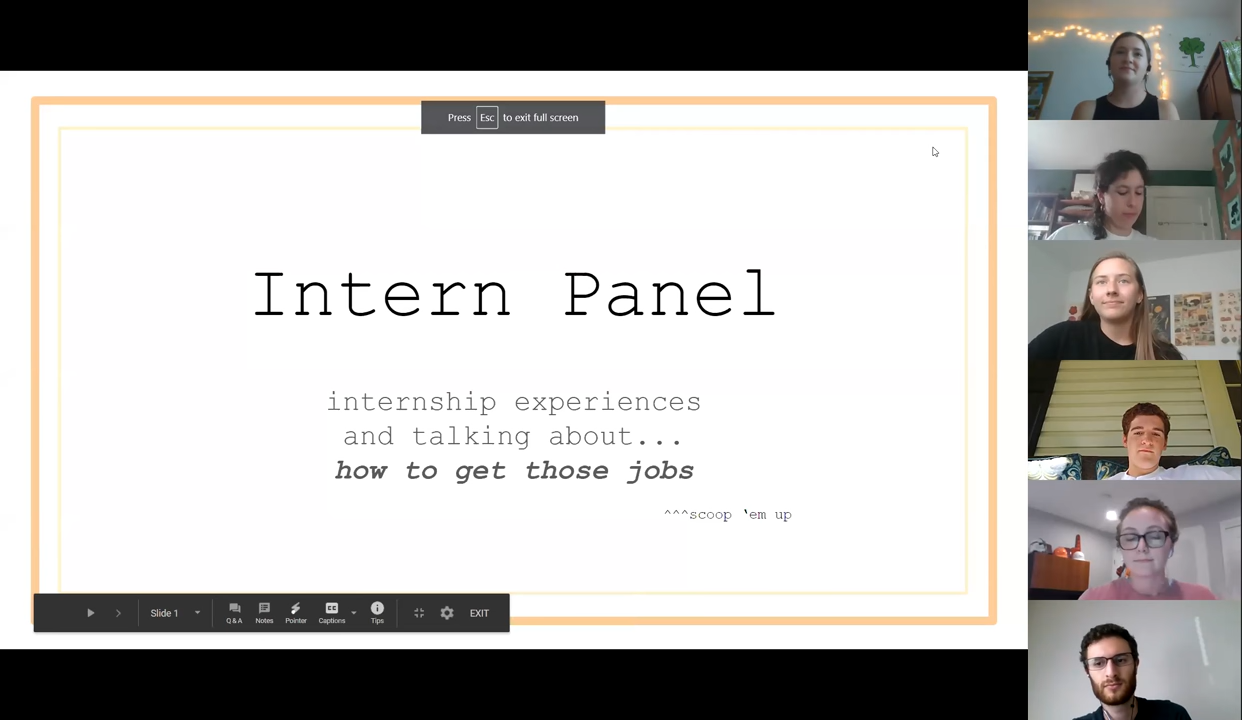 Press Esc to exit full screen
Intern Panel
internship experiences
and talking about...
how to get those jobs
^^^scoop 'em up
Slide 1
Q & A
Notes
Pointer
CC
Captions
Tips
EXIT